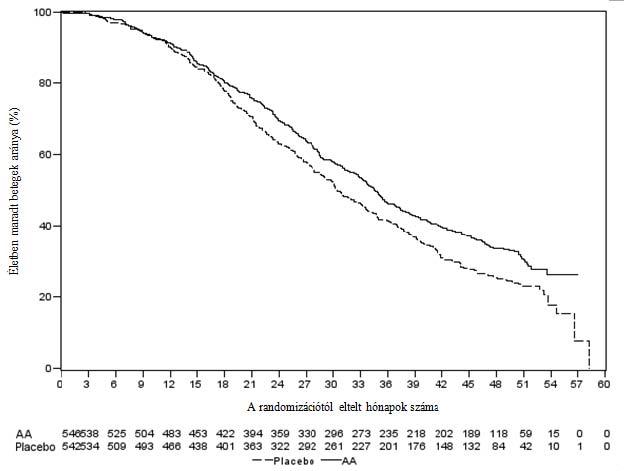 Életben maradt betegek aránya (%)
100
80
60
40
20
0
0 3 6 9 12 15 18 21 24 27 30 33 36 39 42 45 48 51 54 57 60
A randomizációtól eltelt hónapok száma
AA 546 538 525 504 483 453 422 394 359 330 296 273 235 218 202 189 118 59 15 0 0
Placebo 542 534 509 493 466 438 401 363 322 292 261 227 201 176 148 132 84 42 10 1 0
Placebo AA